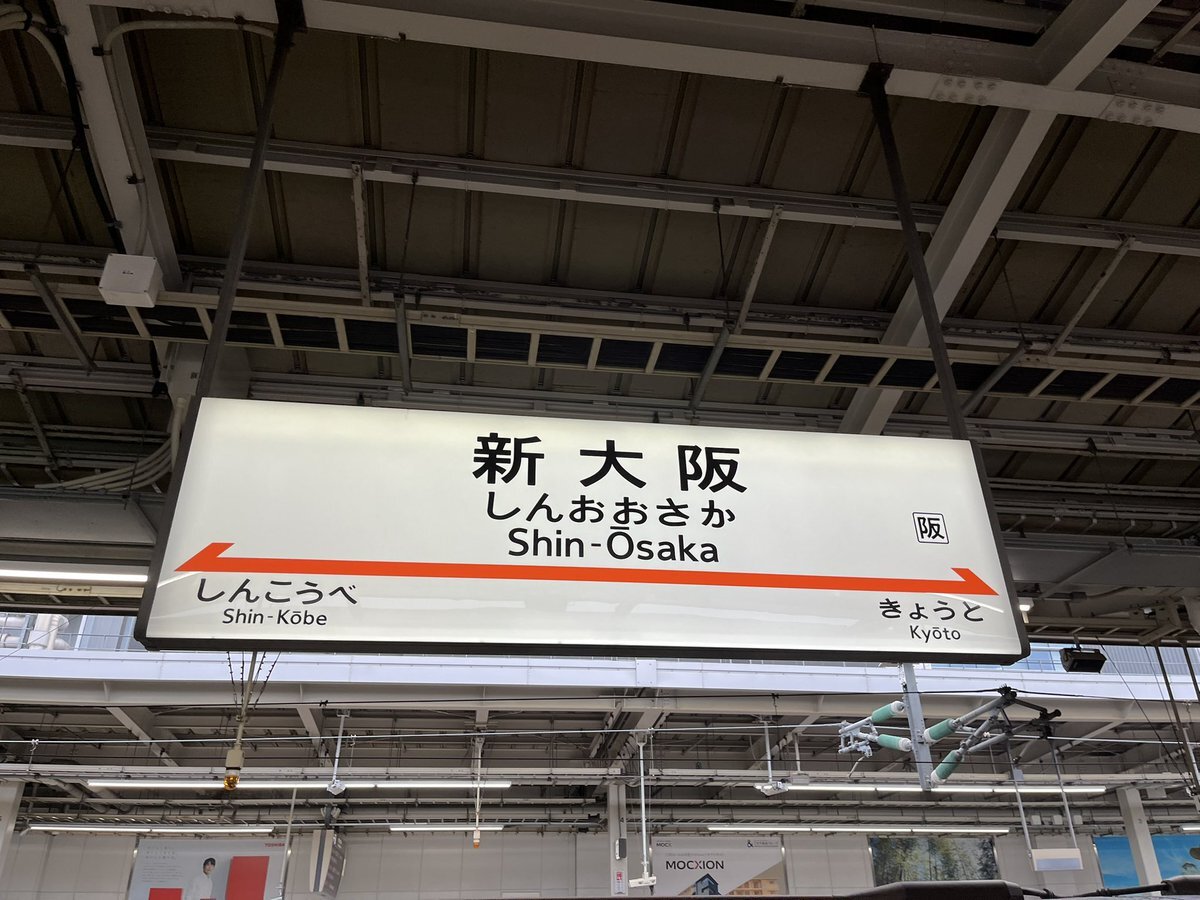 新大阪
しんおおさか
Shin-Ōsaka
阪
しんこうべ
Shin-Kōbe
きょうと
Kyōto
TOSHIBA
MOCXION